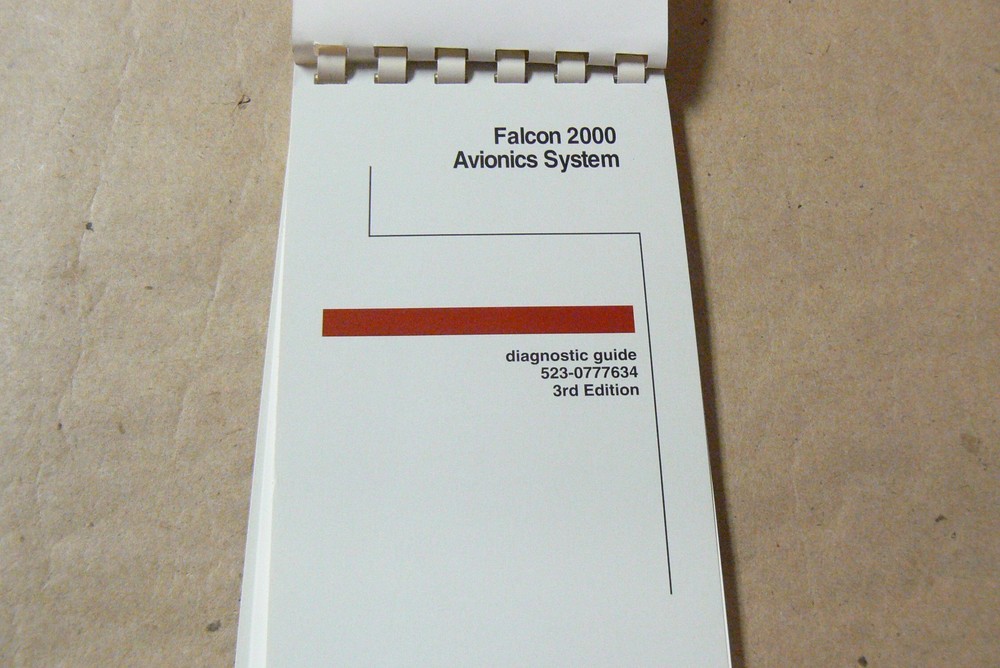 Falcon 2000
Avionics System
diagnostic guide
523-0777634
3rd Edition